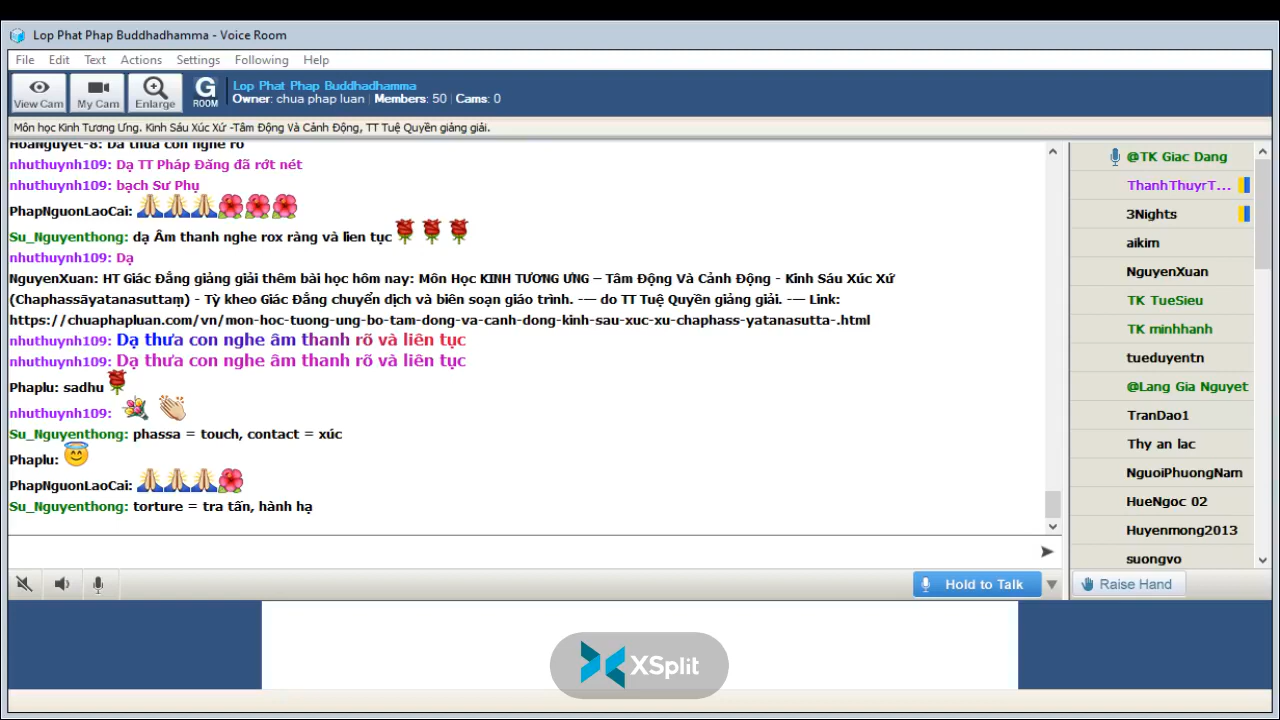 Lop Phat Phap Buddhadhamma - Voice Room
File Edit Text Actions Settings Following Help
View Cam My Cam Enlarge G ROOM
Lop Phat Phap Buddhadhamma
Owner: chua phap luan | Members: 50 | Cams: 0
Môn học Kinh Tương Ưng. Kinh Sáu Xúc Xứ -Tâm Động Và Cảnh Động, TT Tuệ Quyền giảng giải.
HoaNguyet-8: Dạ thưa con nghe rõ
nhuthuynh109: Dạ TT Pháp Đăng đã rớt nét
nhuthuynh109: bạch Sư Phụ
PhapNguonLaoCai:
Su_Nguyenthong: dạ Âm thanh nghe rox ràng và lien tục
nhuthuynh109: Dạ
NguyenXuan: HT Giác Đẳng giảng giải thêm bài học hôm nay: Môn Học KINH TƯƠNG ƯNG – Tâm Động Và Cảnh Động - Kinh Sáu Xúc Xứ
(Chaphassāyatanasuttaṃ) - Tỳ kheo Giác Đẳng chuyển dịch và biên soạn giáo trình. -— do TT Tuệ Quyền giảng giải. -— Link:
https://chuaphapluan.com/vn/mon-hoc-tuong-ung-bo-tam-dong-va-canh-dong-kinh-sau-xuc-xu-chaphass-yatanasutta-.html
nhuthuynh109: Dạ thưa con nghe âm thanh rõ và liên tục
nhuthuynh109: Dạ thưa con nghe âm thanh rõ và liên tục
Phaplu: sadhu
nhuthuynh109:
Su_Nguyenthong: phassa = touch, contact = xúc
Phaplu:
PhapNguonLaoCai:
Su_Nguyenthong: torture = tra tấn, hành hạ
@TK Giac Dang
ThanhThuyrT...
3Nights
aikim
NguyenXuan
TK TueSieu
TK minhhanh
tueduyentn
@Lang Gia Nguyet
TranDao1
Thy an lac
NguoiPhuongNam
HueNgoc 02
Huyenmong2013
suongvo
Hold to Talk
Raise Hand
XSplit